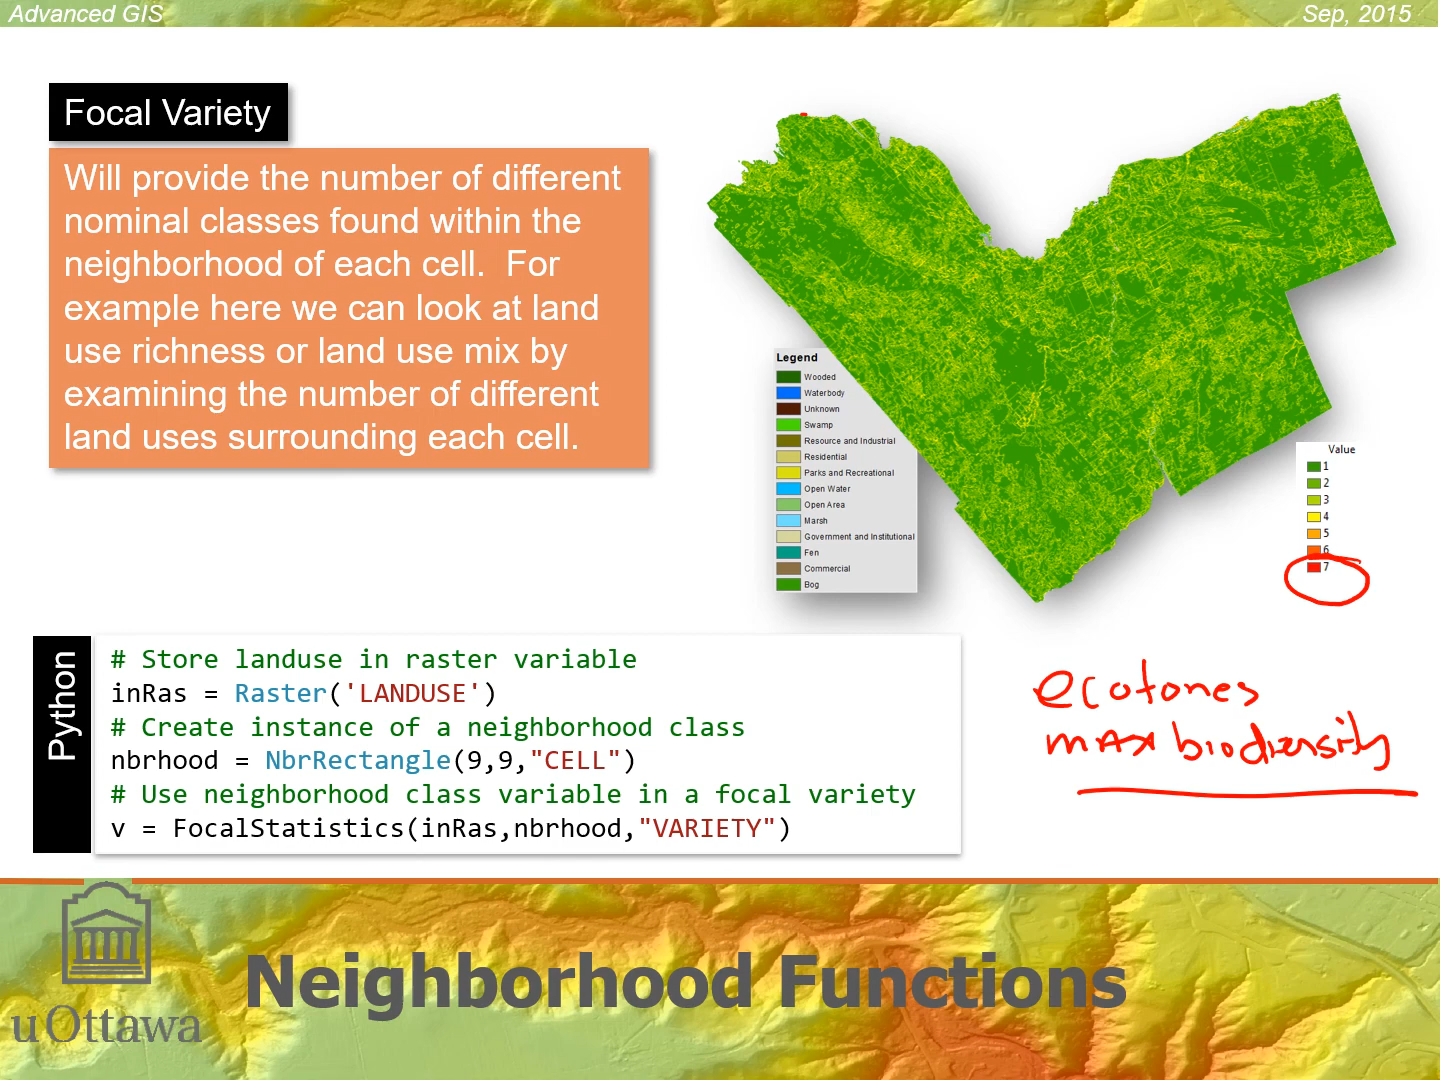 Advanced GIS
Sep, 2015
Focal Variety
Will provide the number of different
nominal classes found within the
neighborhood of each cell.  For
example here we can look at land
use richness or land use mix by
examining the number of different
land uses surrounding each cell.
Legend
Wooded
Waterbody
Unknown
Swamp
Resource and Industrial
Residential
Parks and Recreational
Open Water
Open Area
Marsh
Government and Institutional
Fen
Commercial
Bog
Value
1
2
3
4
5
6
7
ecotones
max biodiversity
Python
# Store landuse in raster variable
inRas = Raster('LANDUSE')
# Create instance of a neighborhood class
nbrhood = NbrRectangle(9,9,"CELL")
# Use neighborhood class variable in a focal variety
v = FocalStatistics(inRas,nbrhood,"VARIETY")
uOttawa
Neighborhood Functions